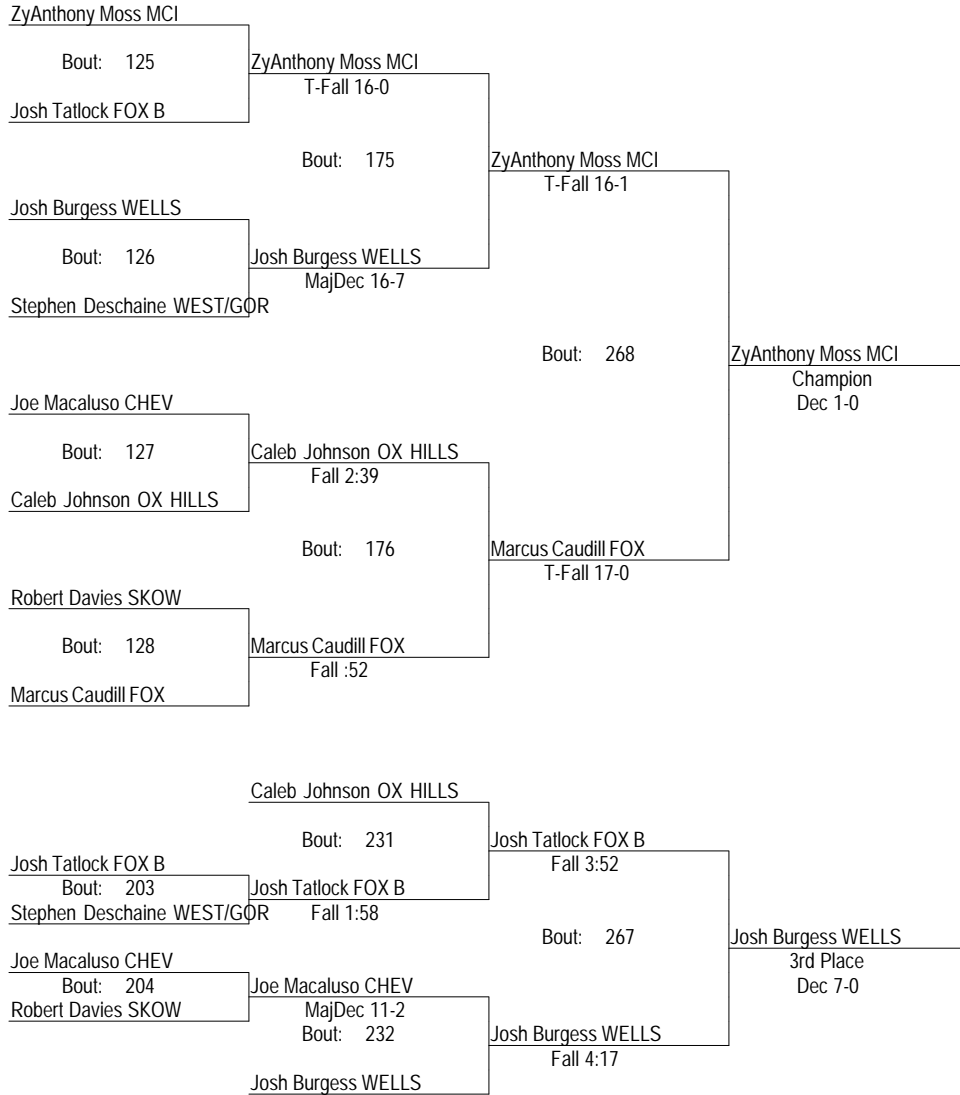 ZyAnthony Moss MCI
Bout: 125
ZyAnthony Moss MCI
T-Fall 16-0
Josh Tatlock FOX B
Bout: 175
ZyAnthony Moss MCI
T-Fall 16-1
Josh Burgess WELLS
Bout: 126
Josh Burgess WELLS
MajDec 16-7
Stephen Deschaine WEST/GOR
Bout: 268
ZyAnthony Moss MCI
Champion
Dec 1-0
Joe Macaluso CHEV
Bout: 127
Caleb Johnson OX HILLS
Fall 2:39
Caleb Johnson OX HILLS
Bout: 176
Marcus Caudill FOX
T-Fall 17-0
Robert Davies SKOW
Bout: 128
Marcus Caudill FOX
Fall :52
Marcus Caudill FOX
Caleb Johnson OX HILLS
Bout: 231
Josh Tatlock FOX B
Fall 3:52
Josh Tatlock FOX B
Bout: 203
Josh Tatlock FOX B
Stephen Deschaine WEST/GOR
Fall 1:58
Bout: 267
Josh Burgess WELLS
3rd Place
Dec 7-0
Joe Macaluso CHEV
Bout: 204
Joe Macaluso CHEV
Robert Davies SKOW
MajDec 11-2
Bout: 232
Josh Burgess WELLS
Fall 4:17
Josh Burgess WELLS